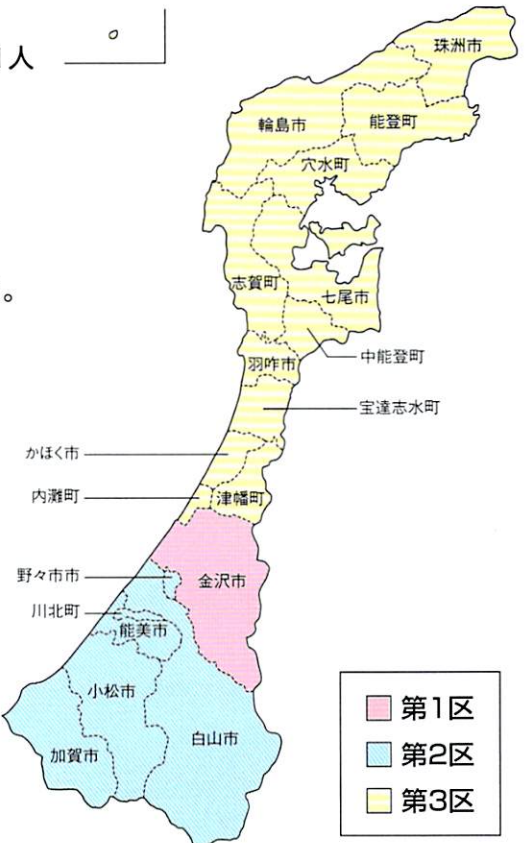 人
。
珠洲市
輪島市
能登町
穴水町
志賀町
七尾市
中能登町
羽咋市
宝達志水町
かほく市
内灘町
津幡町
野々市市
金沢市
川北町
能美市
小松市
白山市
加賀市
第1区
第2区
第3区